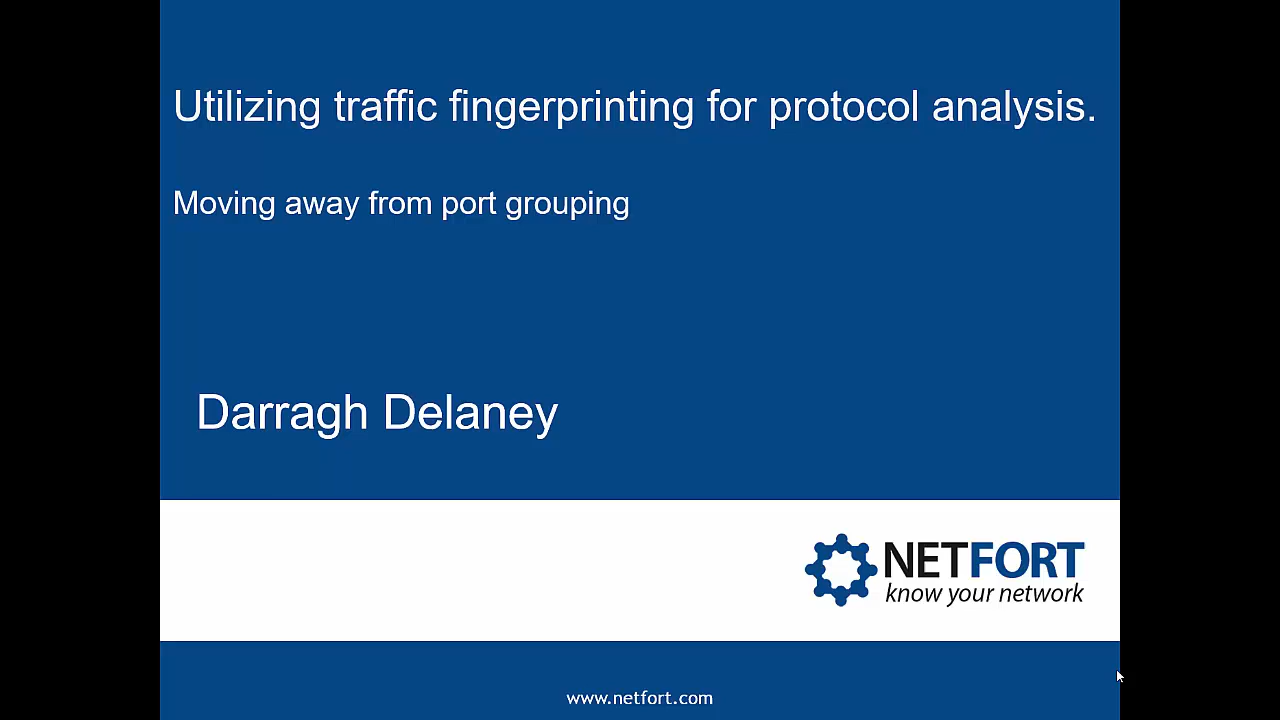 Utilizing traffic fingerprinting for protocol analysis.
Moving away from port grouping
Darragh Delaney
NETFORT
know your network
www.netfort.com